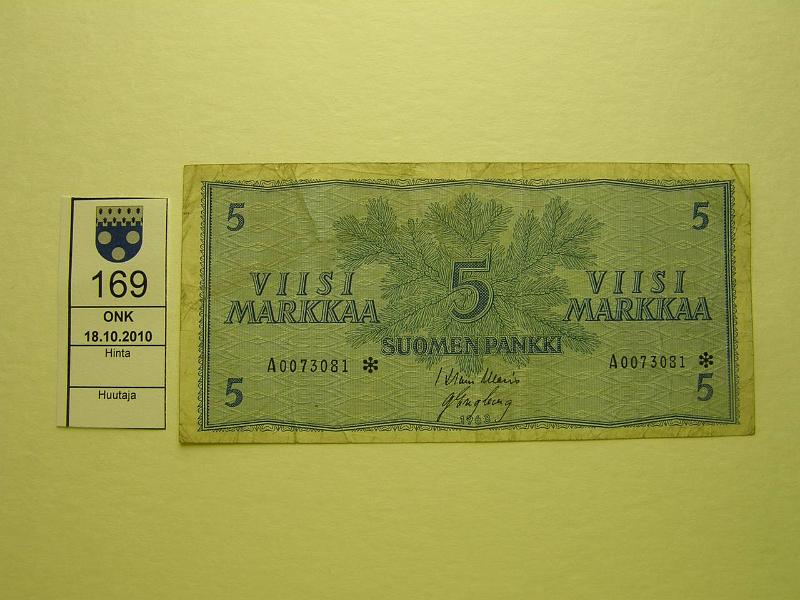 169
ONK
18.10.2010
Hinta
Huutaja
5 5
VIISI MARKKAA
5
VIISI MARKKAA
SUOMEN PANKKI
A0073081 * A0073081 *
5 5
1963